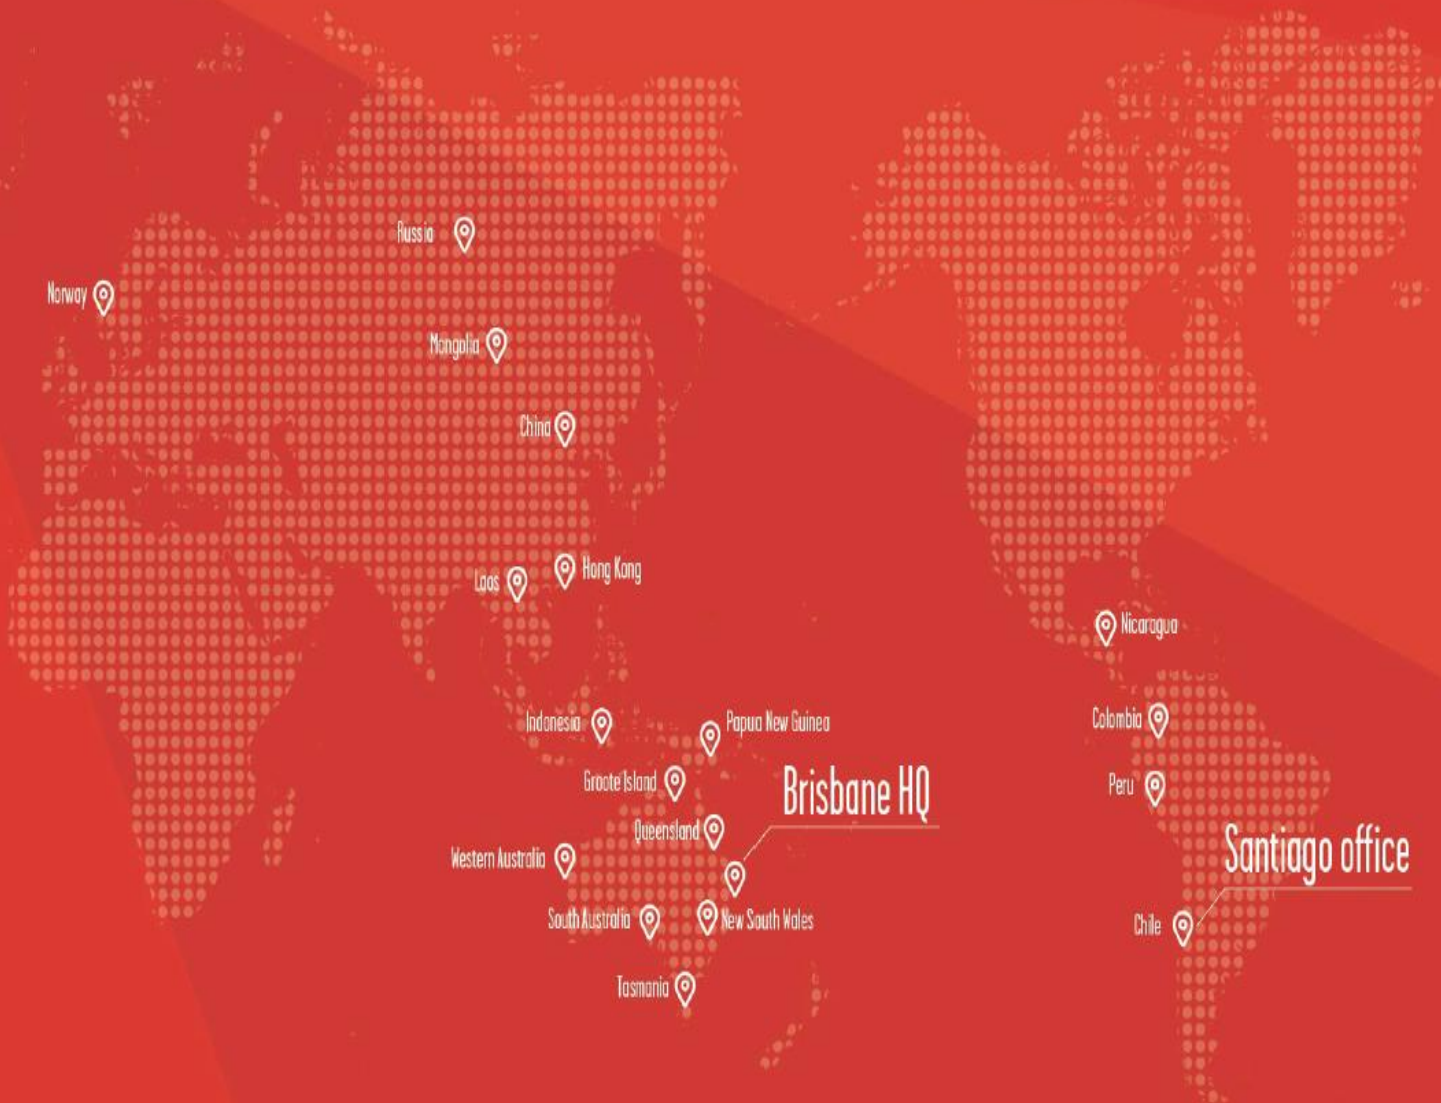 Russia
Norway
Mongolia
China
Hong Kong
Laos
Nicaragua
Colombia
Indonesia
Papua New Guinea
Groote Island
Peru
Brisbane HQ
Queensland
Santiago office
Western Australia
South Australia
New South Wales
Chile
Tasmania